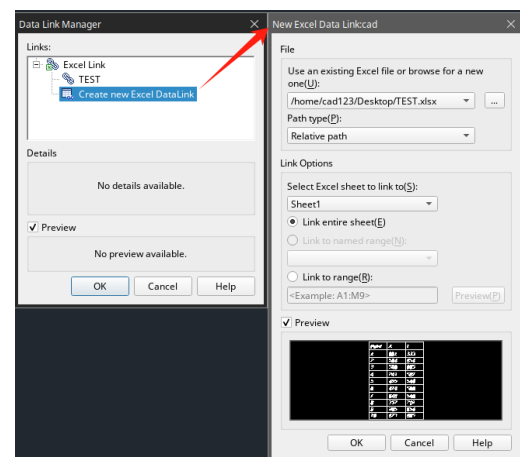 Data Link Manager
Links:
Excel Link
TEST
Create new Excel DataLink
Details
No details available.
Preview
No preview available.
OK
Cancel
Help
New Excel Data Link:cad
File
Use an existing Excel file or browse for a new
one(U):
/home/cad123/Desktop/TEST.xlsx
...
Path type(P):
Relative path
Link Options
Select Excel sheet to link to(S):
Sheet1
Link entire sheet(E)
Link to named range(N):
Link to range(R):
<Example: A1:M9>
Preview(P)
Preview
OK
Cancel
Help